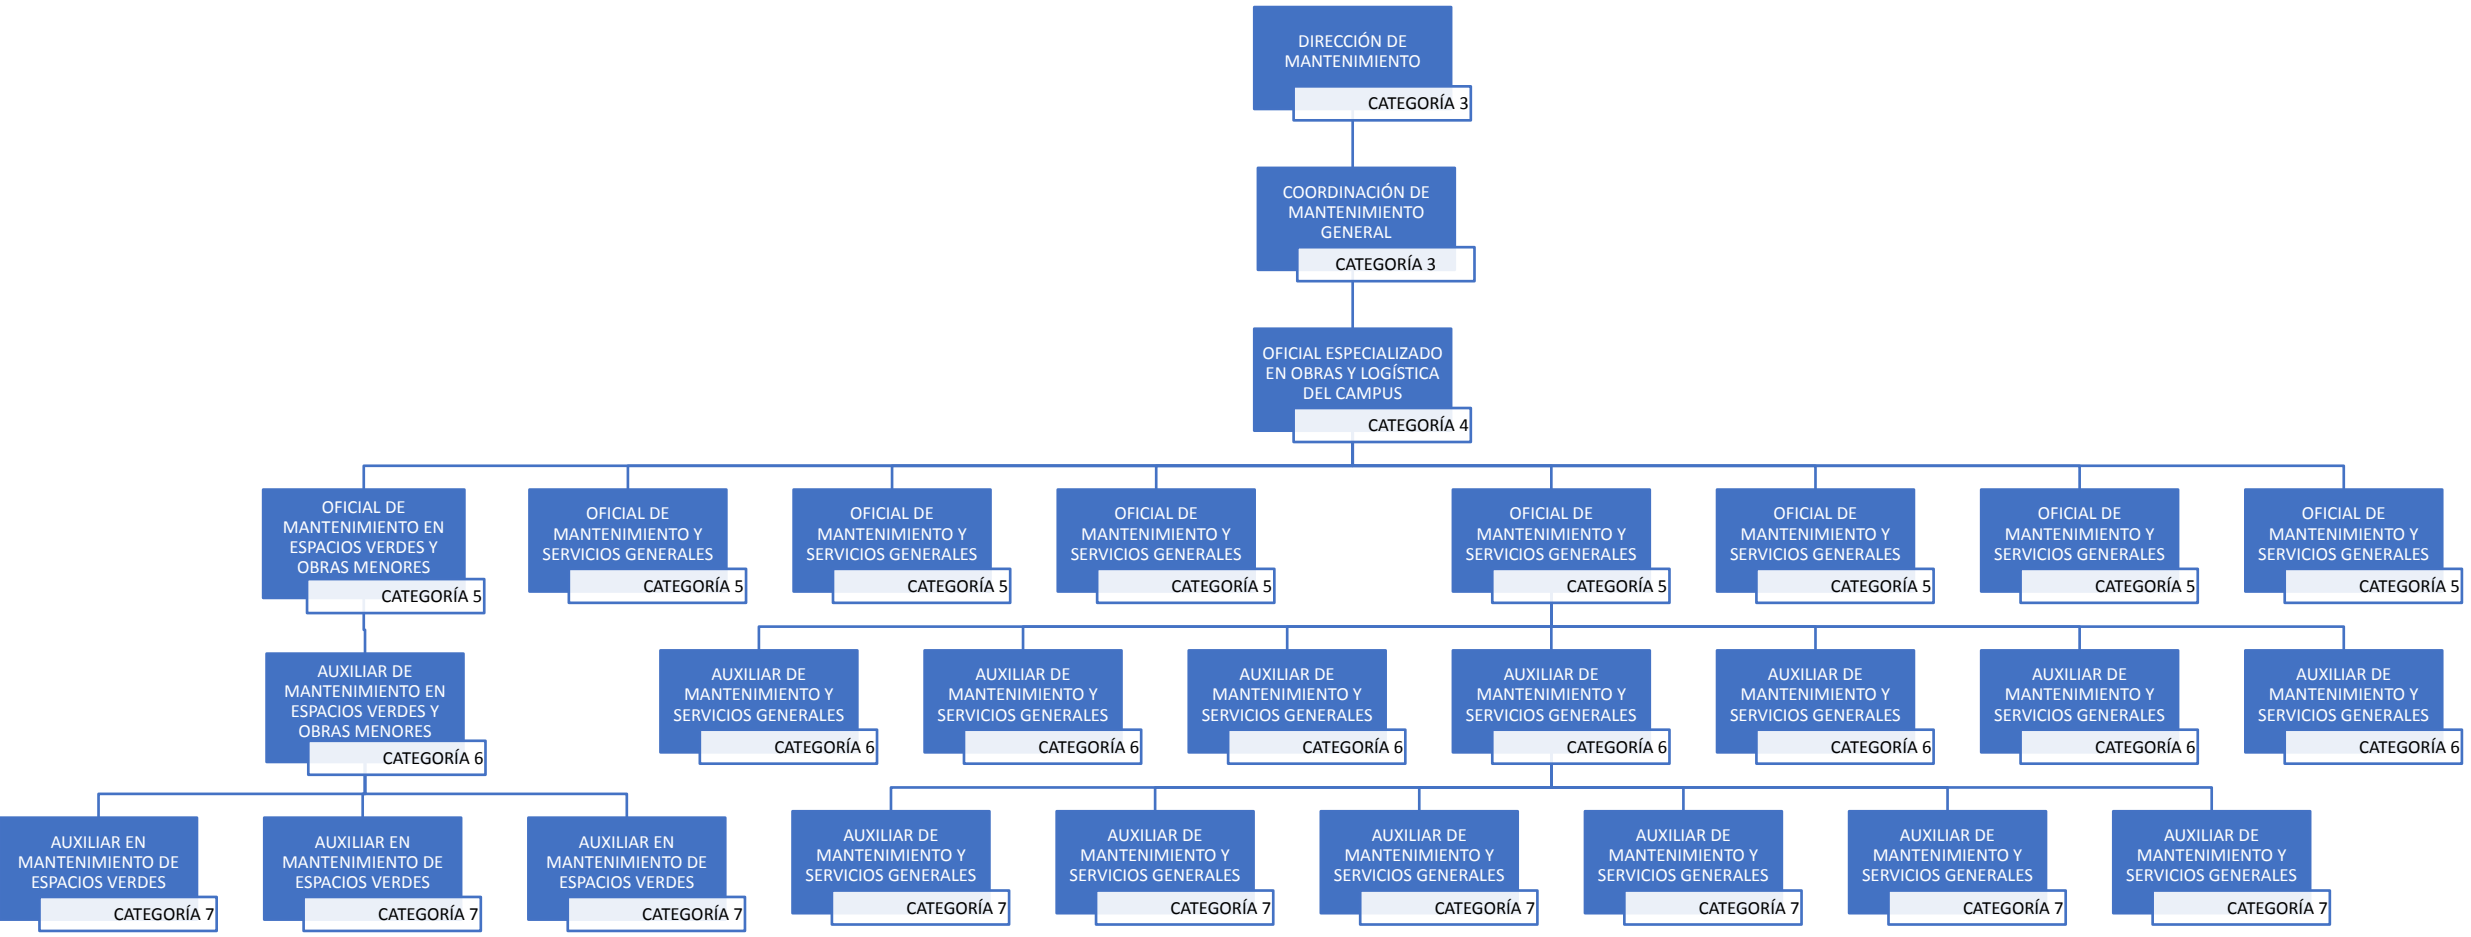 DIRECCIÓN DE
MANTENIMIENTO
CATEGORÍA 3
COORDINACIÓN DE
MANTENIMIENTO
GENERAL
CATEGORÍA 3
OFICIAL ESPECIALIZADO
EN OBRAS Y LOGÍSTICA
DEL CAMPUS
CATEGORÍA 4
OFICIAL DE
MANTENIMIENTO EN
ESPACIOS VERDES Y
OBRAS MENORES
CATEGORÍA 5
OFICIAL DE
MANTENIMIENTO Y
SERVICIOS GENERALES
CATEGORÍA 5
OFICIAL DE
MANTENIMIENTO Y
SERVICIOS GENERALES
CATEGORÍA 5
OFICIAL DE
MANTENIMIENTO Y
SERVICIOS GENERALES
CATEGORÍA 5
OFICIAL DE
MANTENIMIENTO Y
SERVICIOS GENERALES
CATEGORÍA 5
OFICIAL DE
MANTENIMIENTO Y
SERVICIOS GENERALES
CATEGORÍA 5
OFICIAL DE
MANTENIMIENTO Y
SERVICIOS GENERALES
CATEGORÍA 5
OFICIAL DE
MANTENIMIENTO Y
SERVICIOS GENERALES
CATEGORÍA 5
AUXILIAR DE
MANTENIMIENTO EN
ESPACIOS VERDES Y
OBRAS MENORES
CATEGORÍA 6
AUXILIAR DE
MANTENIMIENTO Y
SERVICIOS GENERALES
CATEGORÍA 6
AUXILIAR DE
MANTENIMIENTO Y
SERVICIOS GENERALES
CATEGORÍA 6
AUXILIAR DE
MANTENIMIENTO Y
SERVICIOS GENERALES
CATEGORÍA 6
AUXILIAR DE
MANTENIMIENTO Y
SERVICIOS GENERALES
CATEGORÍA 6
AUXILIAR DE
MANTENIMIENTO Y
SERVICIOS GENERALES
CATEGORÍA 6
AUXILIAR DE
MANTENIMIENTO Y
SERVICIOS GENERALES
CATEGORÍA 6
AUXILIAR DE
MANTENIMIENTO Y
SERVICIOS GENERALES
CATEGORÍA 6
AUXILIAR EN
MANTENIMIENTO DE
ESPACIOS VERDES
CATEGORÍA 7
AUXILIAR EN
MANTENIMIENTO DE
ESPACIOS VERDES
CATEGORÍA 7
AUXILIAR EN
MANTENIMIENTO DE
ESPACIOS VERDES
CATEGORÍA 7
AUXILIAR DE
MANTENIMIENTO Y
SERVICIOS GENERALES
CATEGORÍA 7
AUXILIAR DE
MANTENIMIENTO Y
SERVICIOS GENERALES
CATEGORÍA 7
AUXILIAR DE
MANTENIMIENTO Y
SERVICIOS GENERALES
CATEGORÍA 7
AUXILIAR DE
MANTENIMIENTO Y
SERVICIOS GENERALES
CATEGORÍA 7
AUXILIAR DE
MANTENIMIENTO Y
SERVICIOS GENERALES
CATEGORÍA 7
AUXILIAR DE
MANTENIMIENTO Y
SERVICIOS GENERALES
CATEGORÍA 7